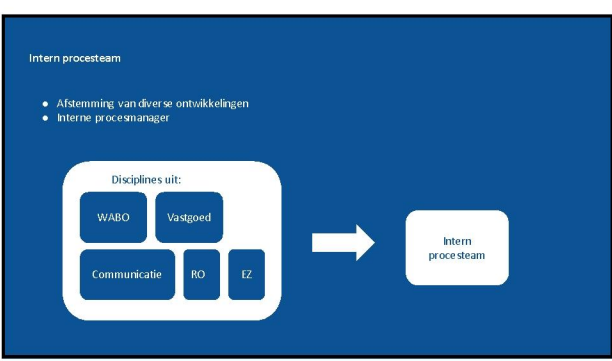 Intern procesteam
● Afstemming van diverse ontwikkelingen
● Interne procesmanager
Disciplines uit:
WABO Vastgoed
Communicatie RO EZ
Intern
procesteam